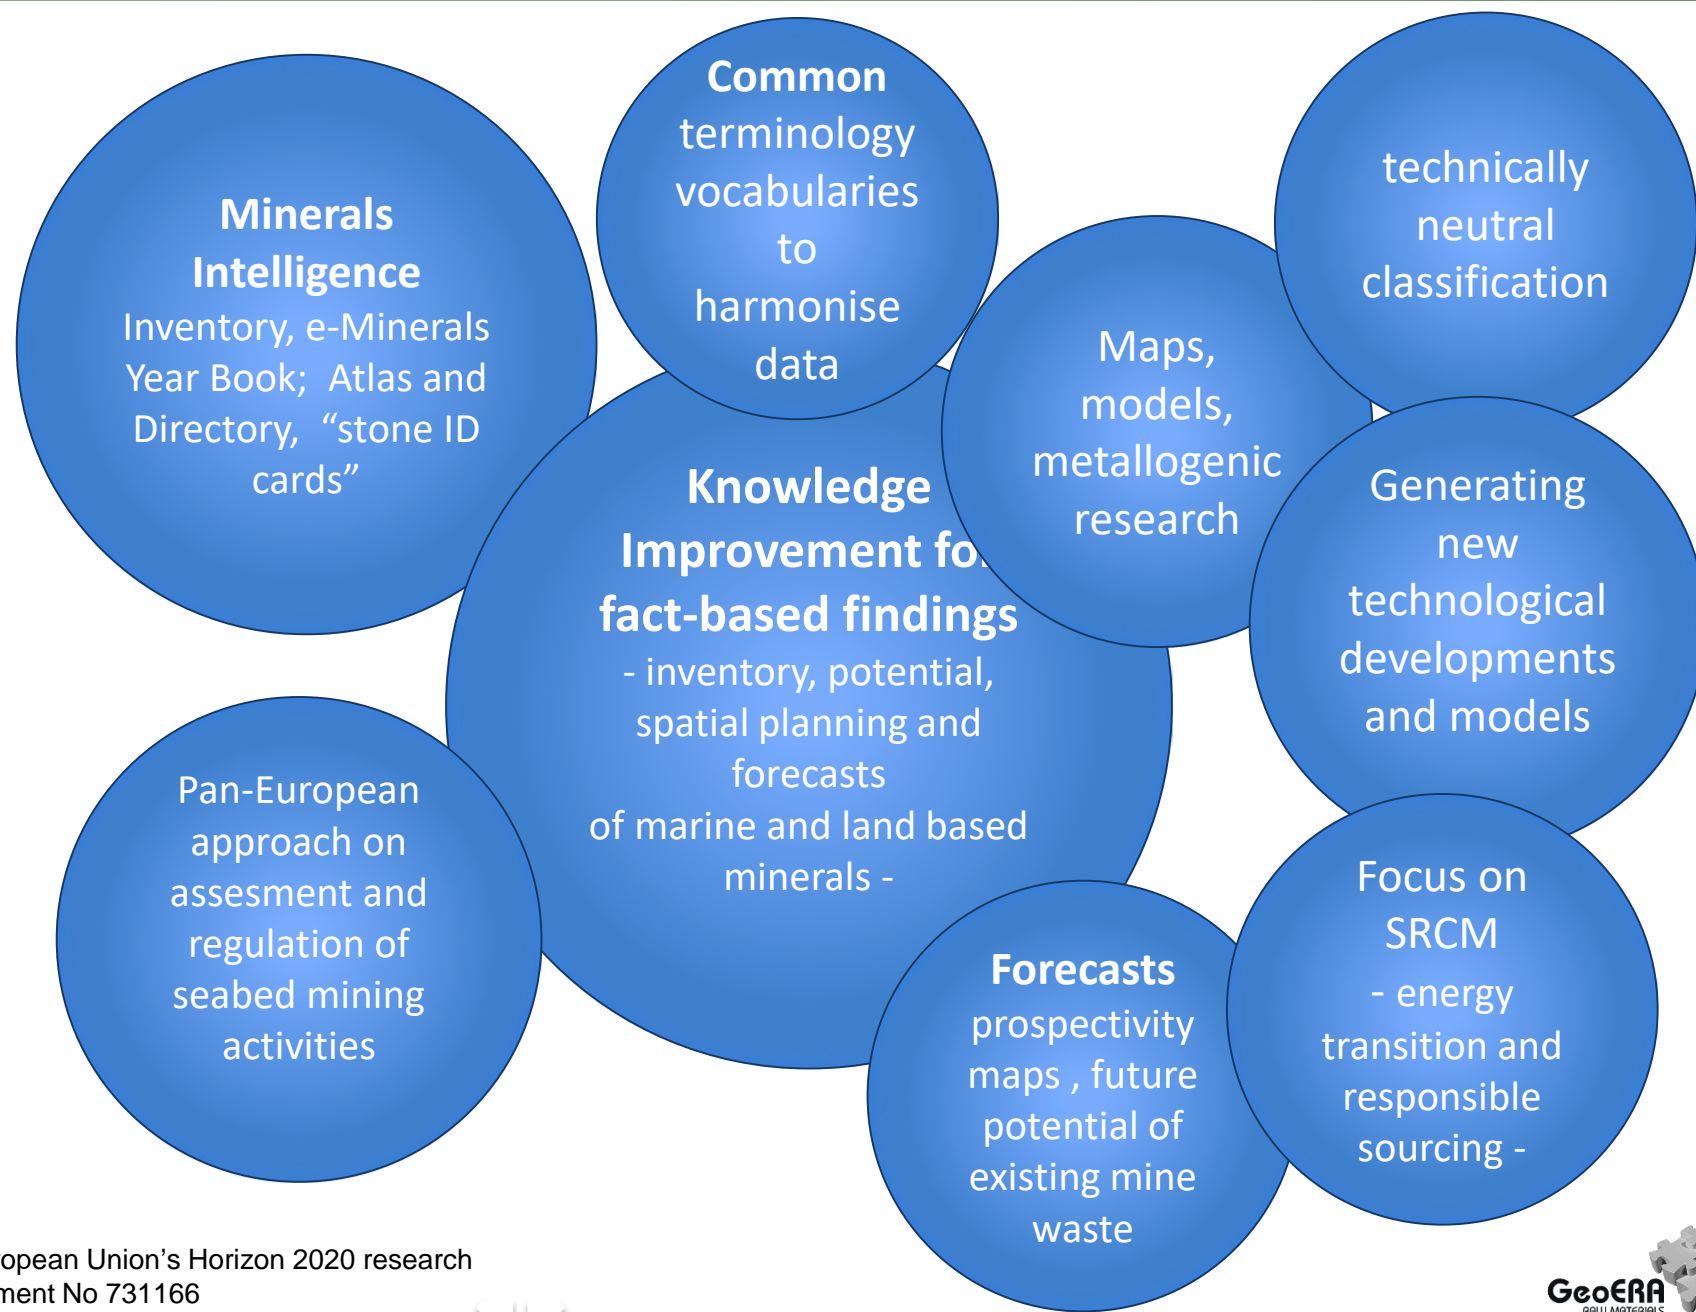 Common
terminology
vocabularies
to
harmonise
data
technically
neutral
classification
Minerals
Intelligence
Inventory, e-Minerals
Year Book;  Atlas and
Directory,  “stone ID
cards”
Maps,
models,
metallogenic
research
Knowledge
Improvement fo
fact-based findings
- inventory, potential,
spatial planning and
forecasts
of marine and land based
minerals -
Generating
new
technological
developments
and models
Pan-European
approach on
assesment and
regulation of
seabed mining
activities
Forecasts
prospectivity
maps , future
potential of
existing mine
waste
Focus on
SRCM
- energy
transition and
responsible
sourcing -
opean Union’s Horizon 2020 research
ment No 731166
GeoERA
RAW MATERIALS